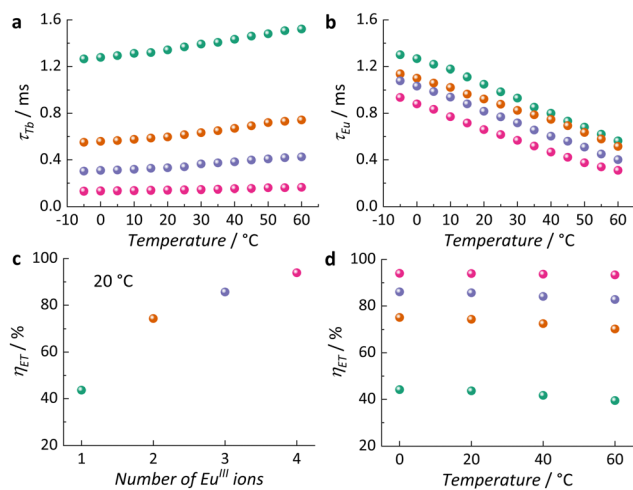 a
b
1.6
1.2
0.8
0.4
0.0
τTb / ms
-10 0 10 20 30 40 50 60
Temperature / °C
1.6
1.2
0.8
0.4
0.0
τEu / ms
-10 0 10 20 30 40 50 60
Temperature / °C
c
d
100
80
60
40
20
ηET / %
20 °C
1 2 3 4
Number of EuIII ions
100
80
60
40
20
ηET / %
0 20 40 60
Temperature / °C